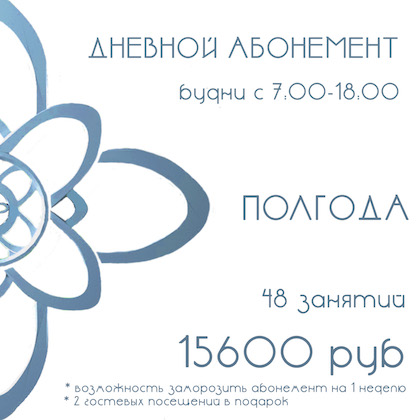 ДНЕВНОЙ АБОНЕМЕНТ
будни с 7:00-18:00
ПОЛГОДА
48 занятий
15600 руб
* возможность заморозить абонемент на 1 неделю
* 2 гостевых посещений в подарок